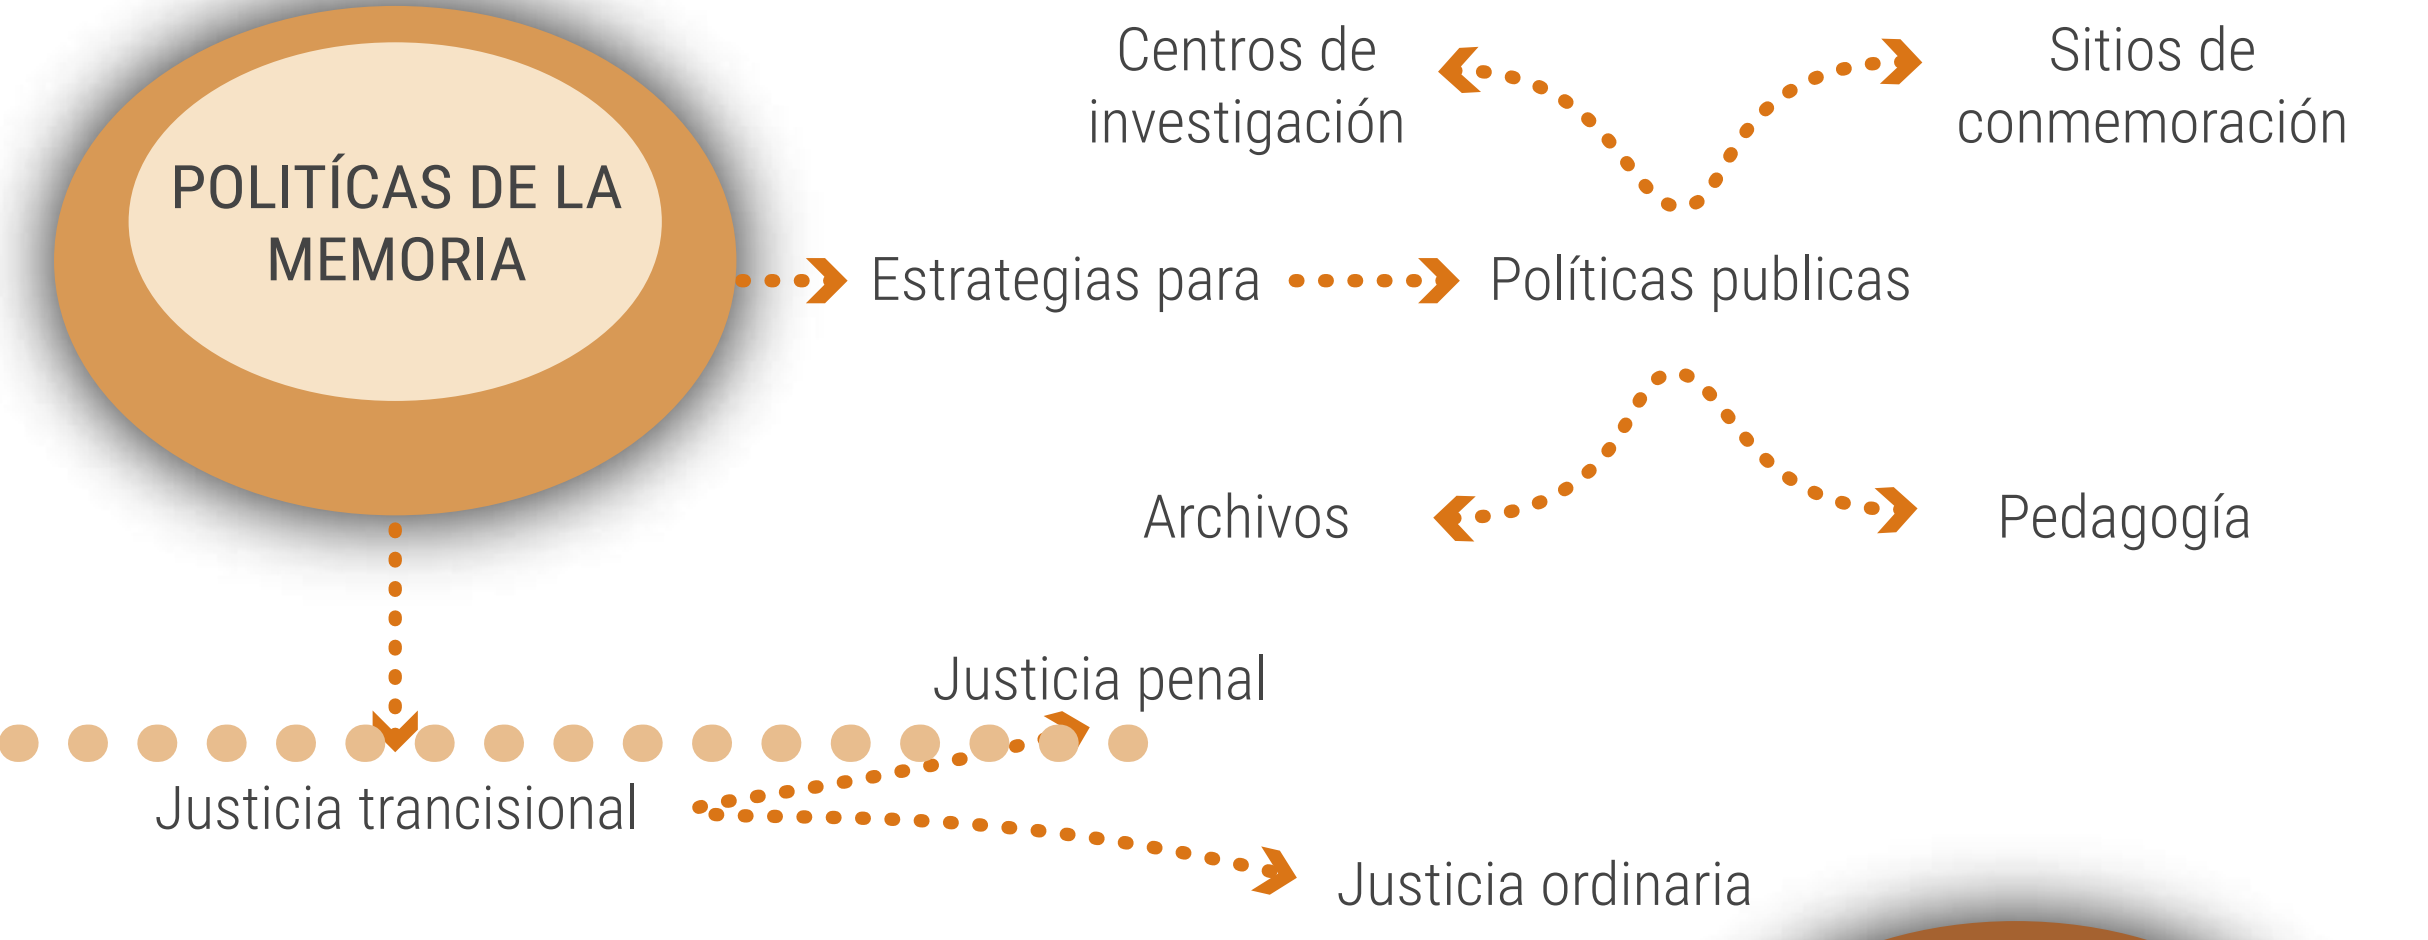 POLITÍCAS DE LA
MEMORIA
Centros de
investigación
Sitios de
conmemoración
Estrategias para
Políticas publicas
Archivos
Pedagogía
Justicia penal
Justicia trancisional
Justicia ordinaria